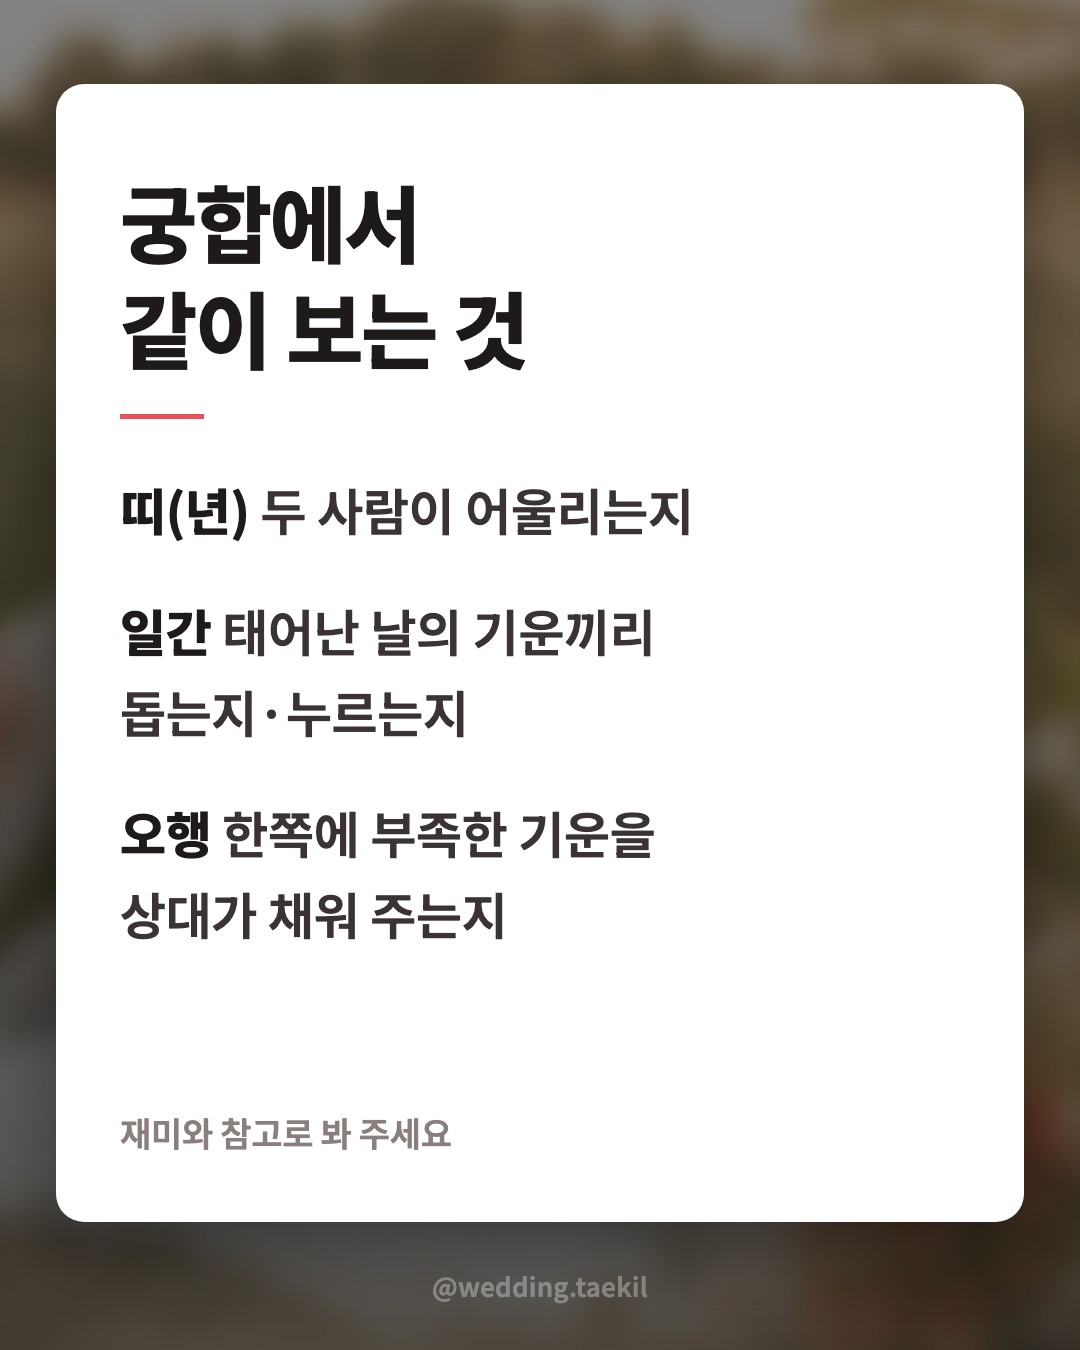 궁합에서
같이 보는 것
띠(년) 두 사람이 어울리는지
일간 태어난 날의 기운끼리
돕는지·누르는지
오행 한쪽에 부족한 기운을
상대가 채워 주는지
재미와 참고로 봐 주세요
@wedding.taekil